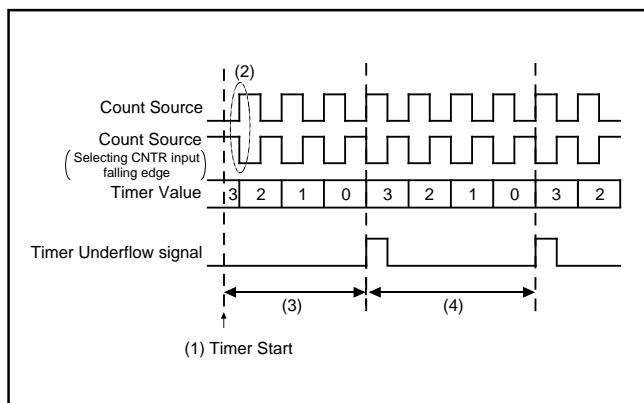 (2)
Count Source
Count Source
(Selecting CNTR input
falling edge)
Timer Value 3 2 1 0 3 2 1 0 3 2
Timer Underflow signal
(3) (4)
(1) Timer Start